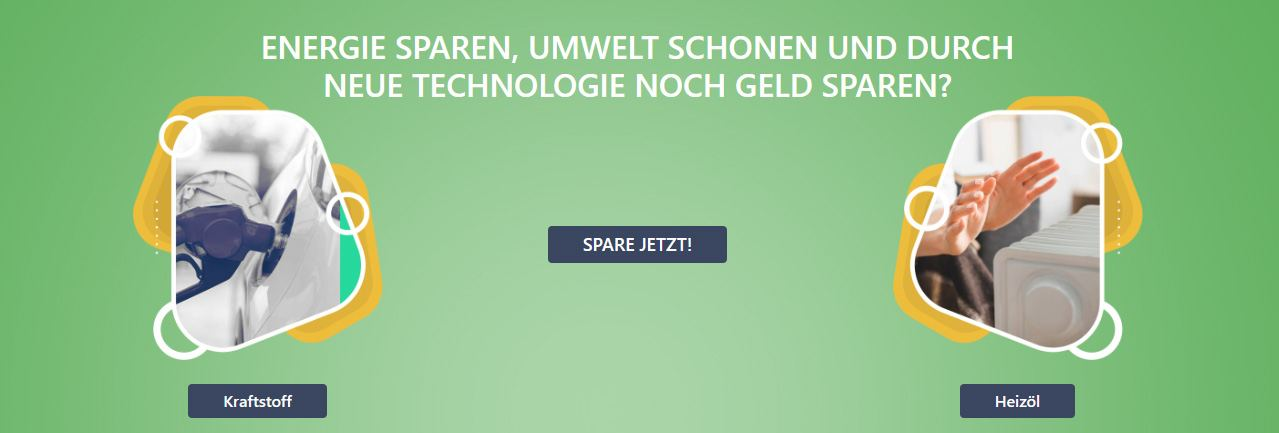 ENERGIE SPAREN, UMWELT SCHONEN UND DURCH
NEUE TECHNOLOGIE NOCH GELD SPAREN?
SPARE JETZT!
Kraftstoff
Heizöl